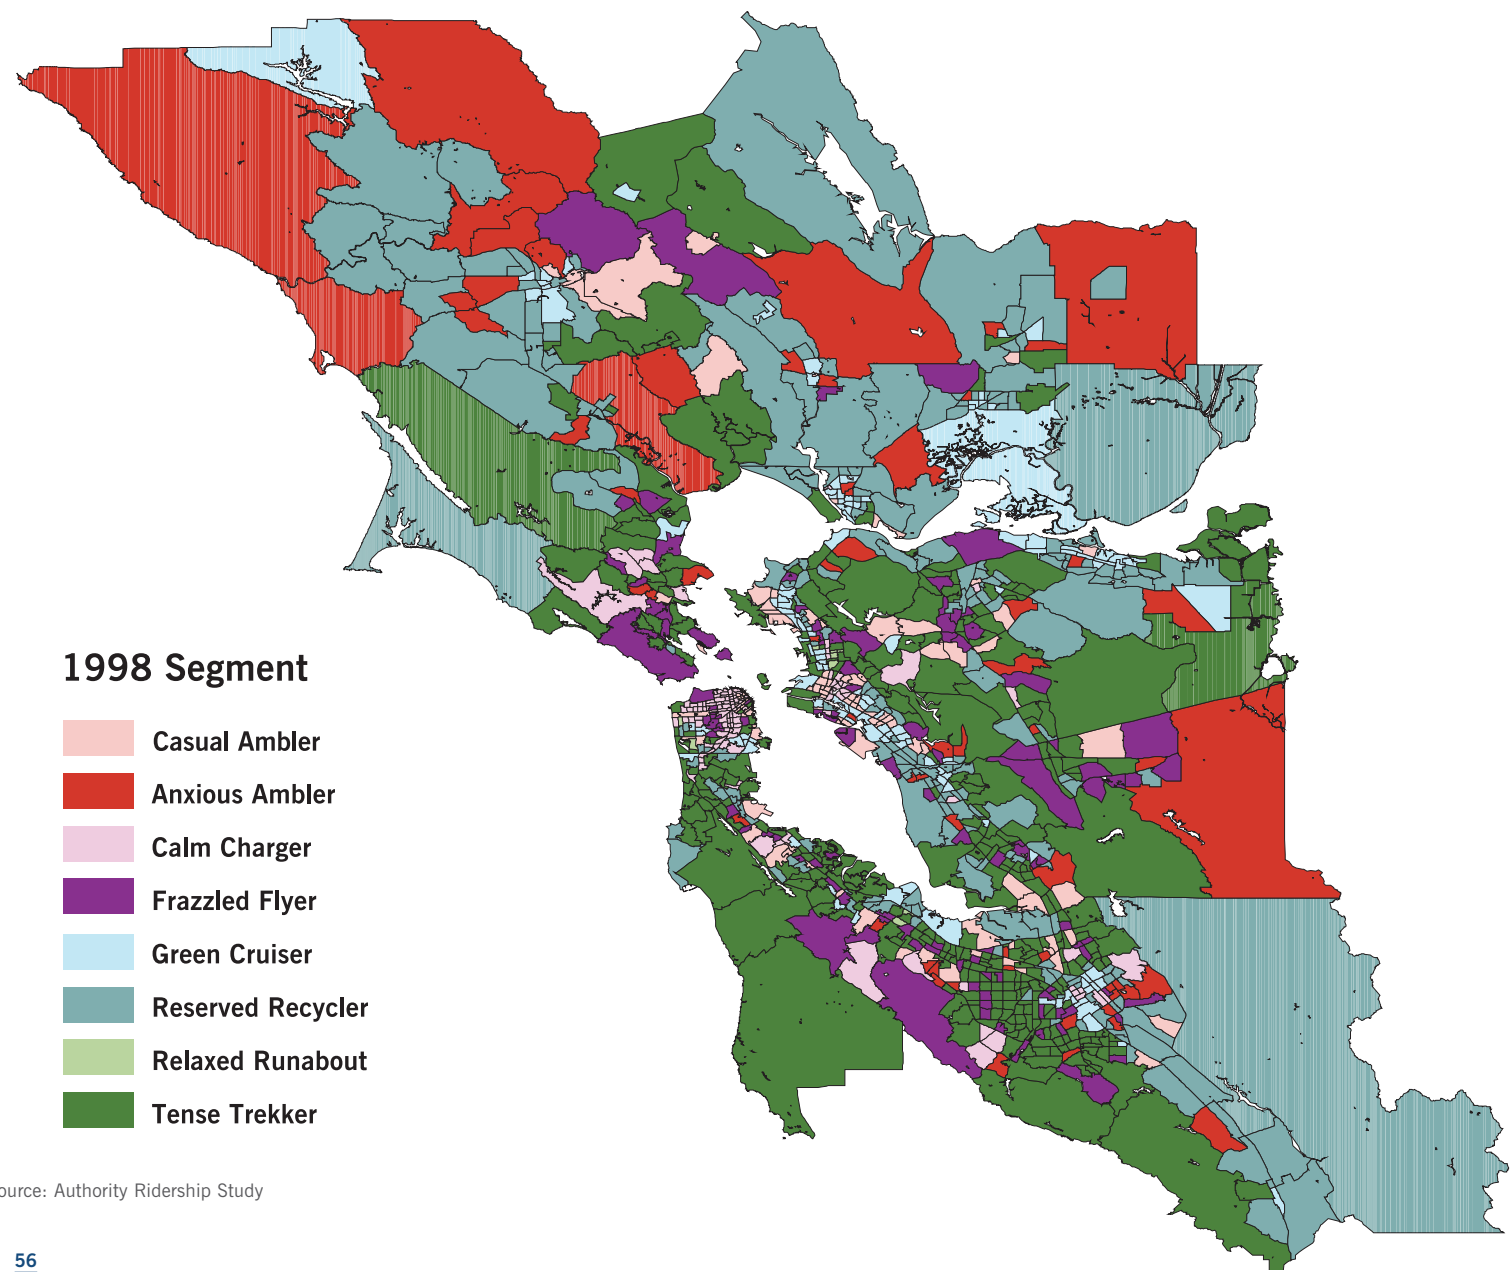 1998 Segment
Casual Ambler
Anxious Ambler
Calm Charger
Frazzled Flyer
Green Cruiser
Reserved Recycler
Relaxed Runabout
Tense Trekker
ource: Authority Ridership Study
56